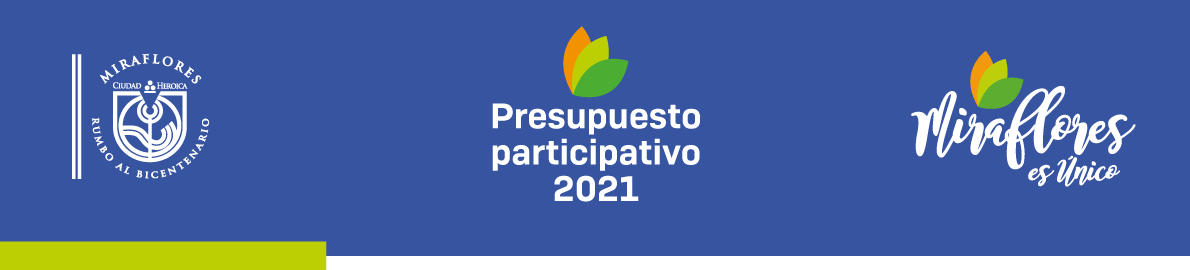 MIRAFLORES
CIUDAD HEROICA
RUMBO AL BICENTENARIO
Presupuesto
participativo
2021
Miraflores
es Único